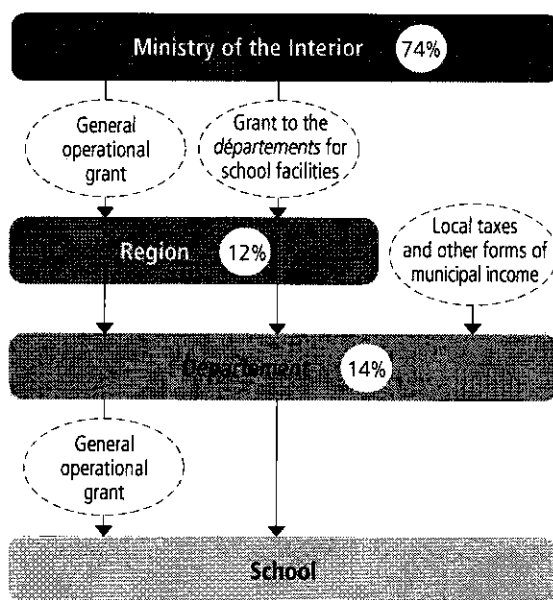 Ministry of the Interior 74%
General
operational
grant
Grant to the
départements for
school facilities
Region 12%
Local taxes
and other forms of
municipal income
Département 14%
General
operational
grant
School